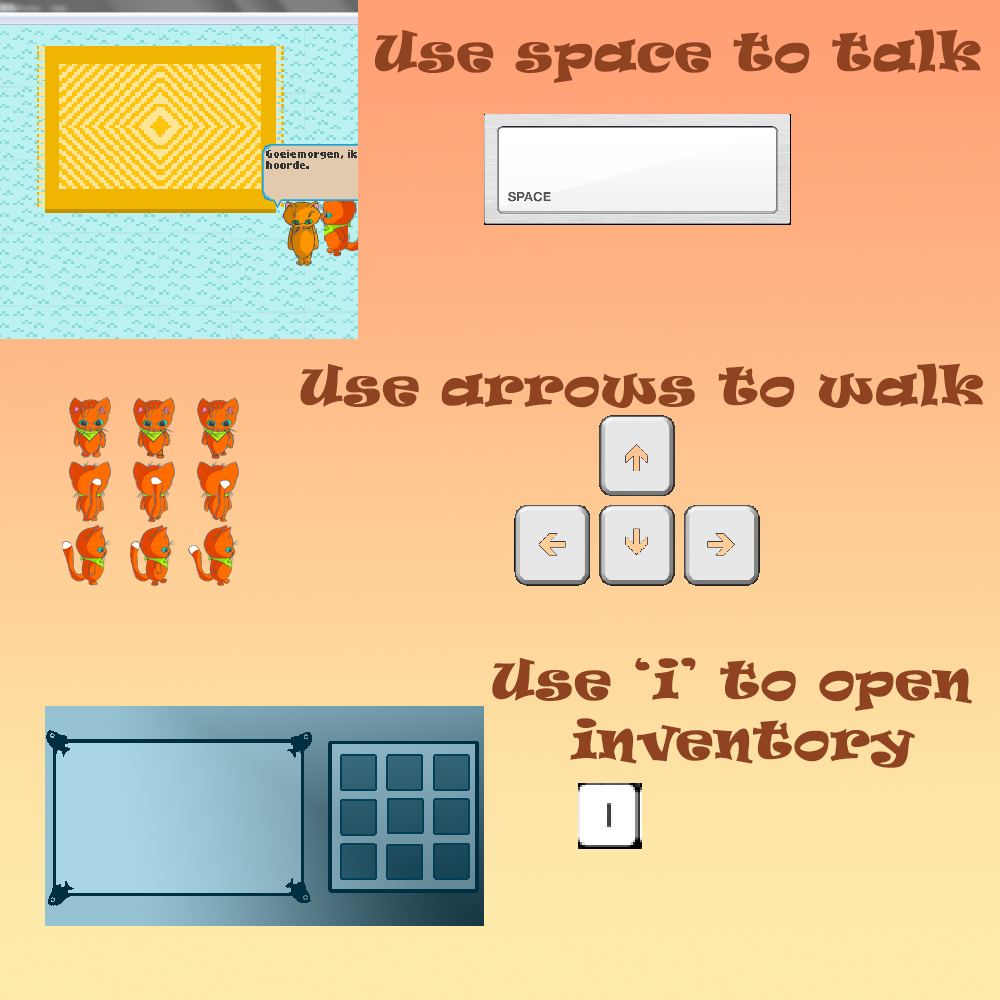 Use space to talk
Goeiemorgen, ik
hoorde.
SPACE
Use arrows to walk
Use 'i' to open
inventory
I